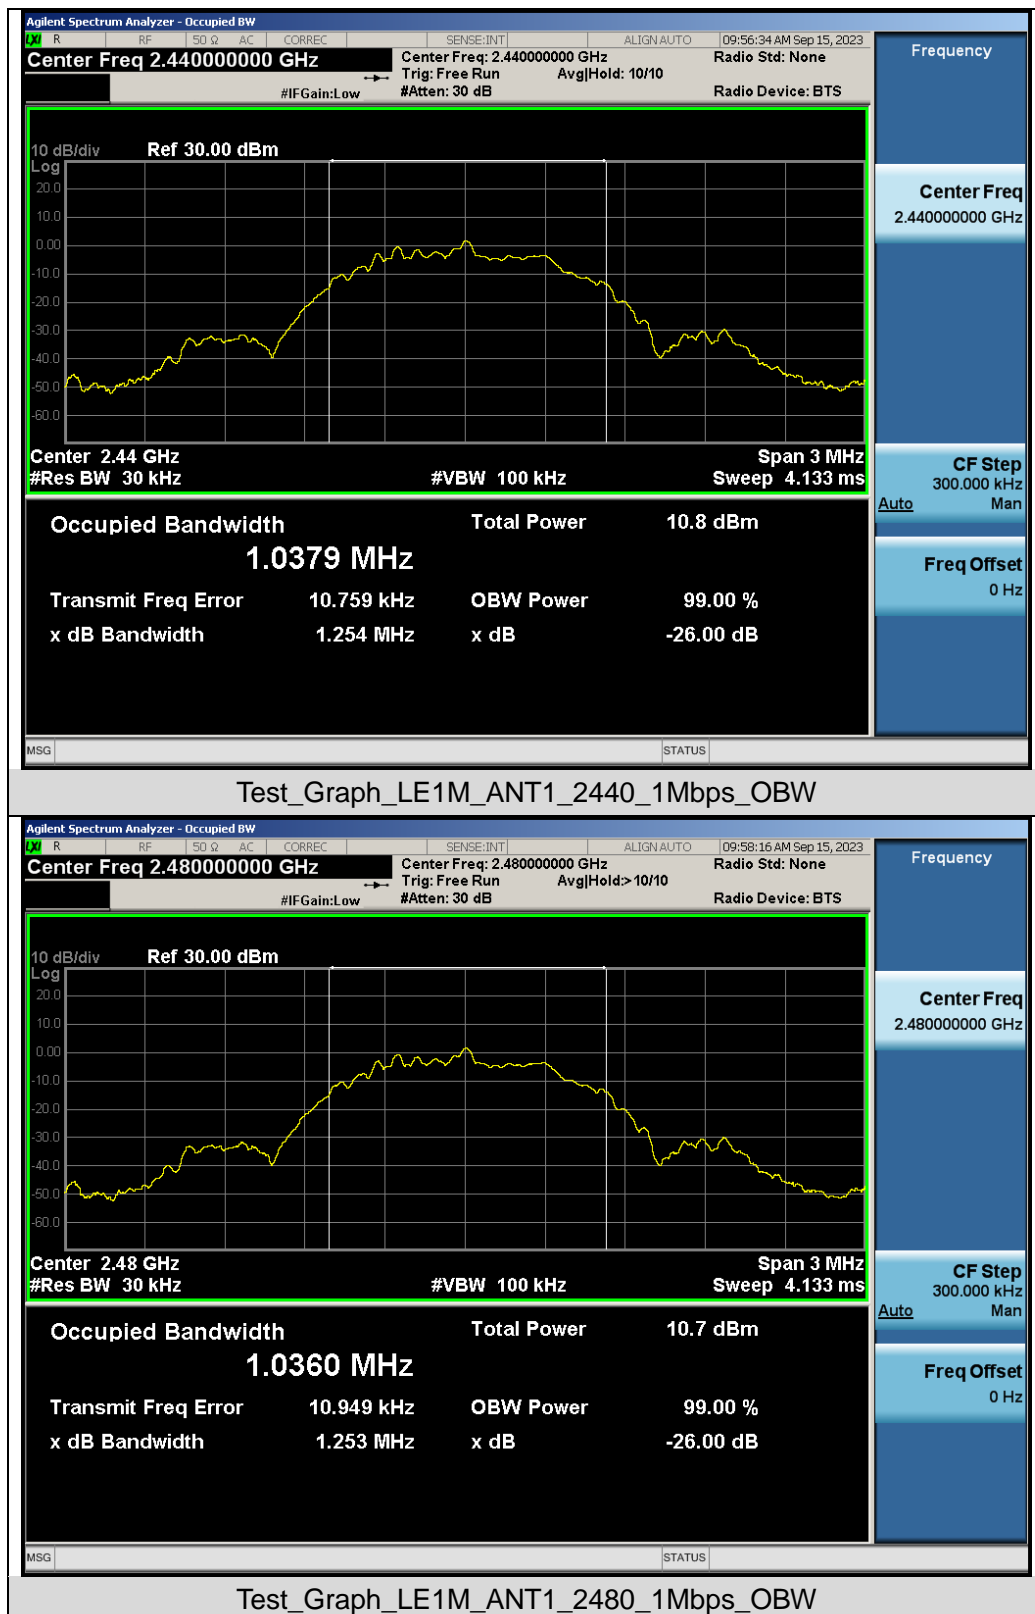 Agilent Spectrum Analyzer - Occupied BW
LXI R RF 50 Ω AC CORREC SENSE:INT ALIGN AUTO 09:56:34 AM Sep 15, 2023
Center Freq 2.440000000 GHz Center Freq: 2.440000000 GHz Radio Std: None
Trig: Free Run Avg|Hold: 10/10
#IFGain:Low #Atten: 30 dB Radio Device: BTS
Frequency
10 dB/div Ref 30.00 dBm
Log
20.0
10.0
0.00
-10.0
-20.0
-30.0
-40.0
-50.0
-60.0
Center 2.44 GHz Span 3 MHz
#Res BW 30 kHz #VBW 100 kHz Sweep 4.133 ms
Center Freq
2.440000000 GHz
CF Step
300.000 kHz
Auto Man
Freq Offset
0 Hz
Occupied Bandwidth Total Power 10.8 dBm
1.0379 MHz
Transmit Freq Error 10.759 kHz OBW Power 99.00 %
x dB Bandwidth 1.254 MHz x dB -26.00 dB
MSG STATUS
Test_Graph_LE1M_ANT1_2440_1Mbps_OBW
Agilent Spectrum Analyzer - Occupied BW
LXI R RF 50 Ω AC CORREC SENSE:INT ALIGN AUTO 09:58:16 AM Sep 15, 2023
Center Freq 2.480000000 GHz Center Freq: 2.480000000 GHz Radio Std: None
Trig: Free Run Avg|Hold:>10/10
#IFGain:Low #Atten: 30 dB Radio Device: BTS
Frequency
10 dB/div Ref 30.00 dBm
Log
20.0
10.0
0.00
-10.0
-20.0
-30.0
-40.0
-50.0
-60.0
Center 2.48 GHz Span 3 MHz
#Res BW 30 kHz #VBW 100 kHz Sweep 4.133 ms
Center Freq
2.480000000 GHz
CF Step
300.000 kHz
Auto Man
Freq Offset
0 Hz
Occupied Bandwidth Total Power 10.7 dBm
1.0360 MHz
Transmit Freq Error 10.949 kHz OBW Power 99.00 %
x dB Bandwidth 1.253 MHz x dB -26.00 dB
MSG STATUS
Test_Graph_LE1M_ANT1_2480_1Mbps_OBW